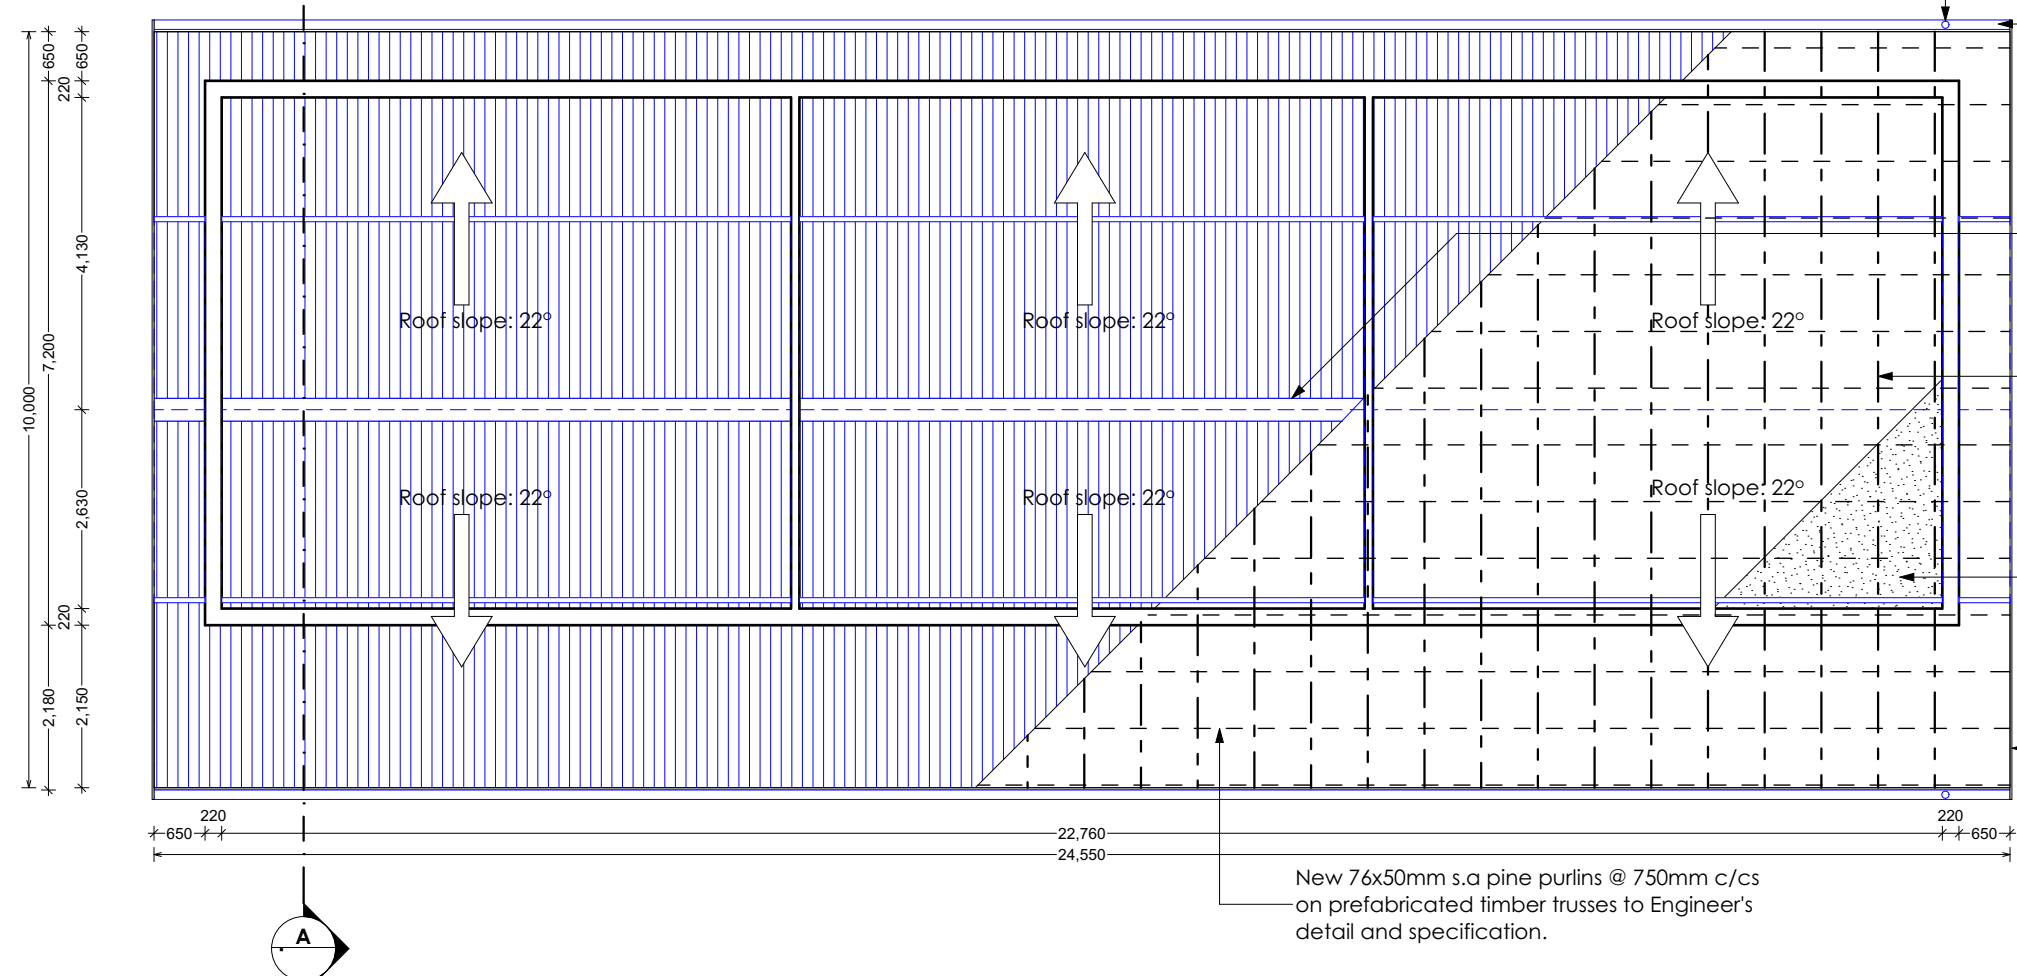 650
650
220
4,130
7,200
10,000
2,630
220
2,180
2,150
Roof slope: 22°
Roof slope: 22°
Roof slope: 22°
Roof slope: 22°
Roof slope: 22°
Roof slope: 22°
220
220
650
22,760
650
24,550
New 76x50mm s.a pine purlins @ 750mm c/cs
on prefabricated timber trusses to Engineer's
detail and specification.
A